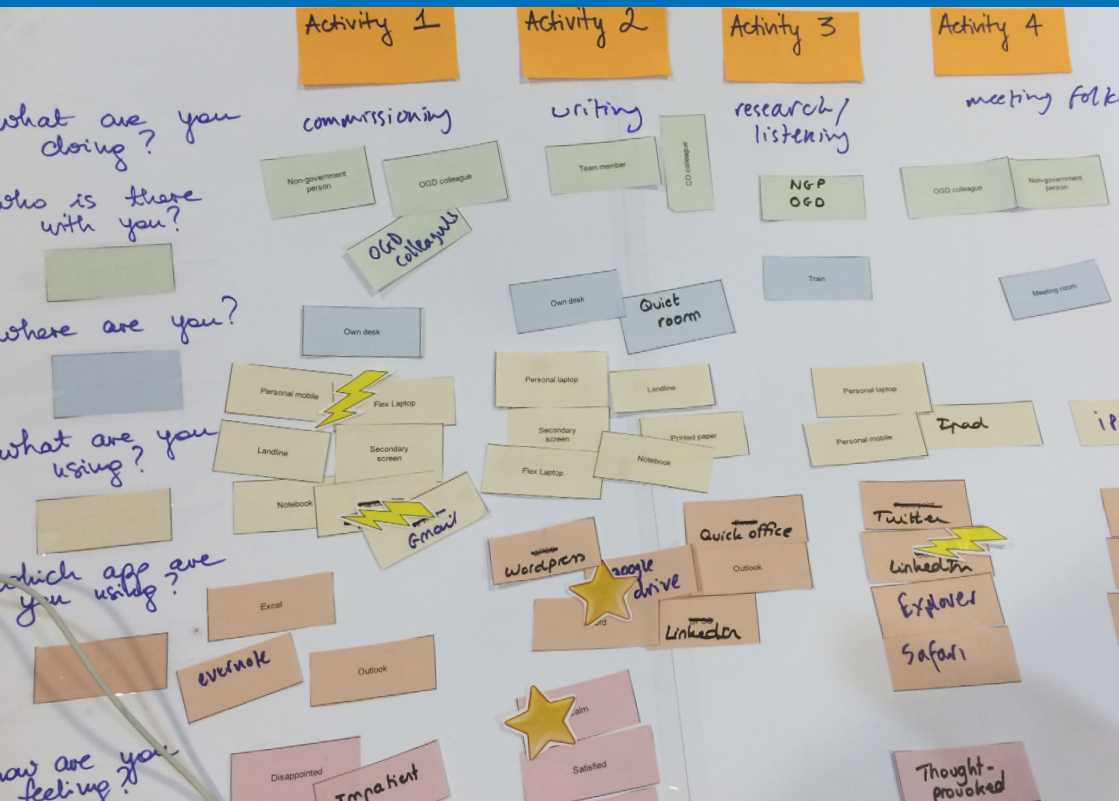 Activity 1
Activity 2
Activity 3
Activity 4
what are you
doing?
commissioning
writing
research/
listening
meeting folk
who is there
with you?
Non-government
person
OGD colleague
OGD
colleagues
Team member
CO colleague
NGP
OGD
OGD colleague
Non-government
person
where are you?
Own desk
Own desk
Quiet
room
Train
Meeting room
what are you
using?
Personal mobile
Flex Laptop
Landline
Secondary
screen
Notebook
Gmail
Personal laptop
Landline
Secondary
screen
Printed paper
Flex Laptop
Notebook
Personal laptop
Personal mobile
Ipad
iP
which app are
you using?
Excel
evernote
Outlook
Wordpress
google
drive
Quick office
Outlook
LinkedIn
Twitter
LinkedIn
Explorer
Safari
how are you
feeling?
Disappointed
Impatient
alm
Satisfied
Thought-
provoked